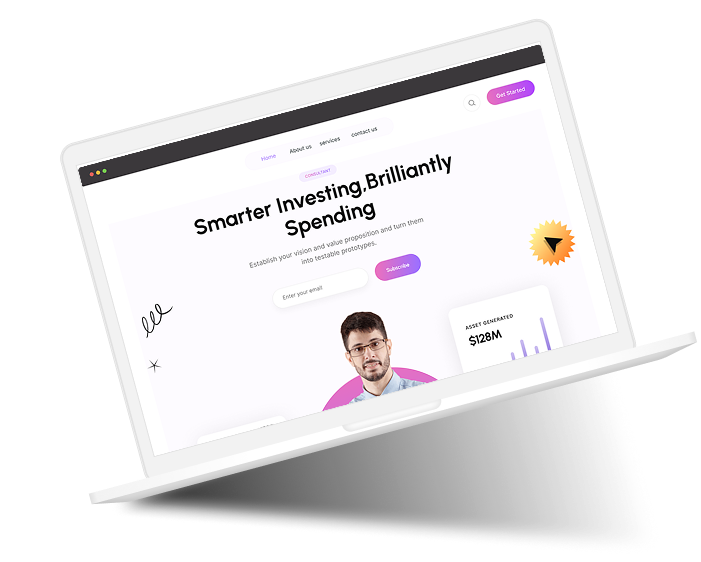 Get Started
Home About us services contact us
CONSULTANT
Smarter Investing,Brilliantly
Spending
Establish your vision and value proposition and turn them
into testable prototypes.
Enter your email Subscribe
ASSET GENERATED
$128M